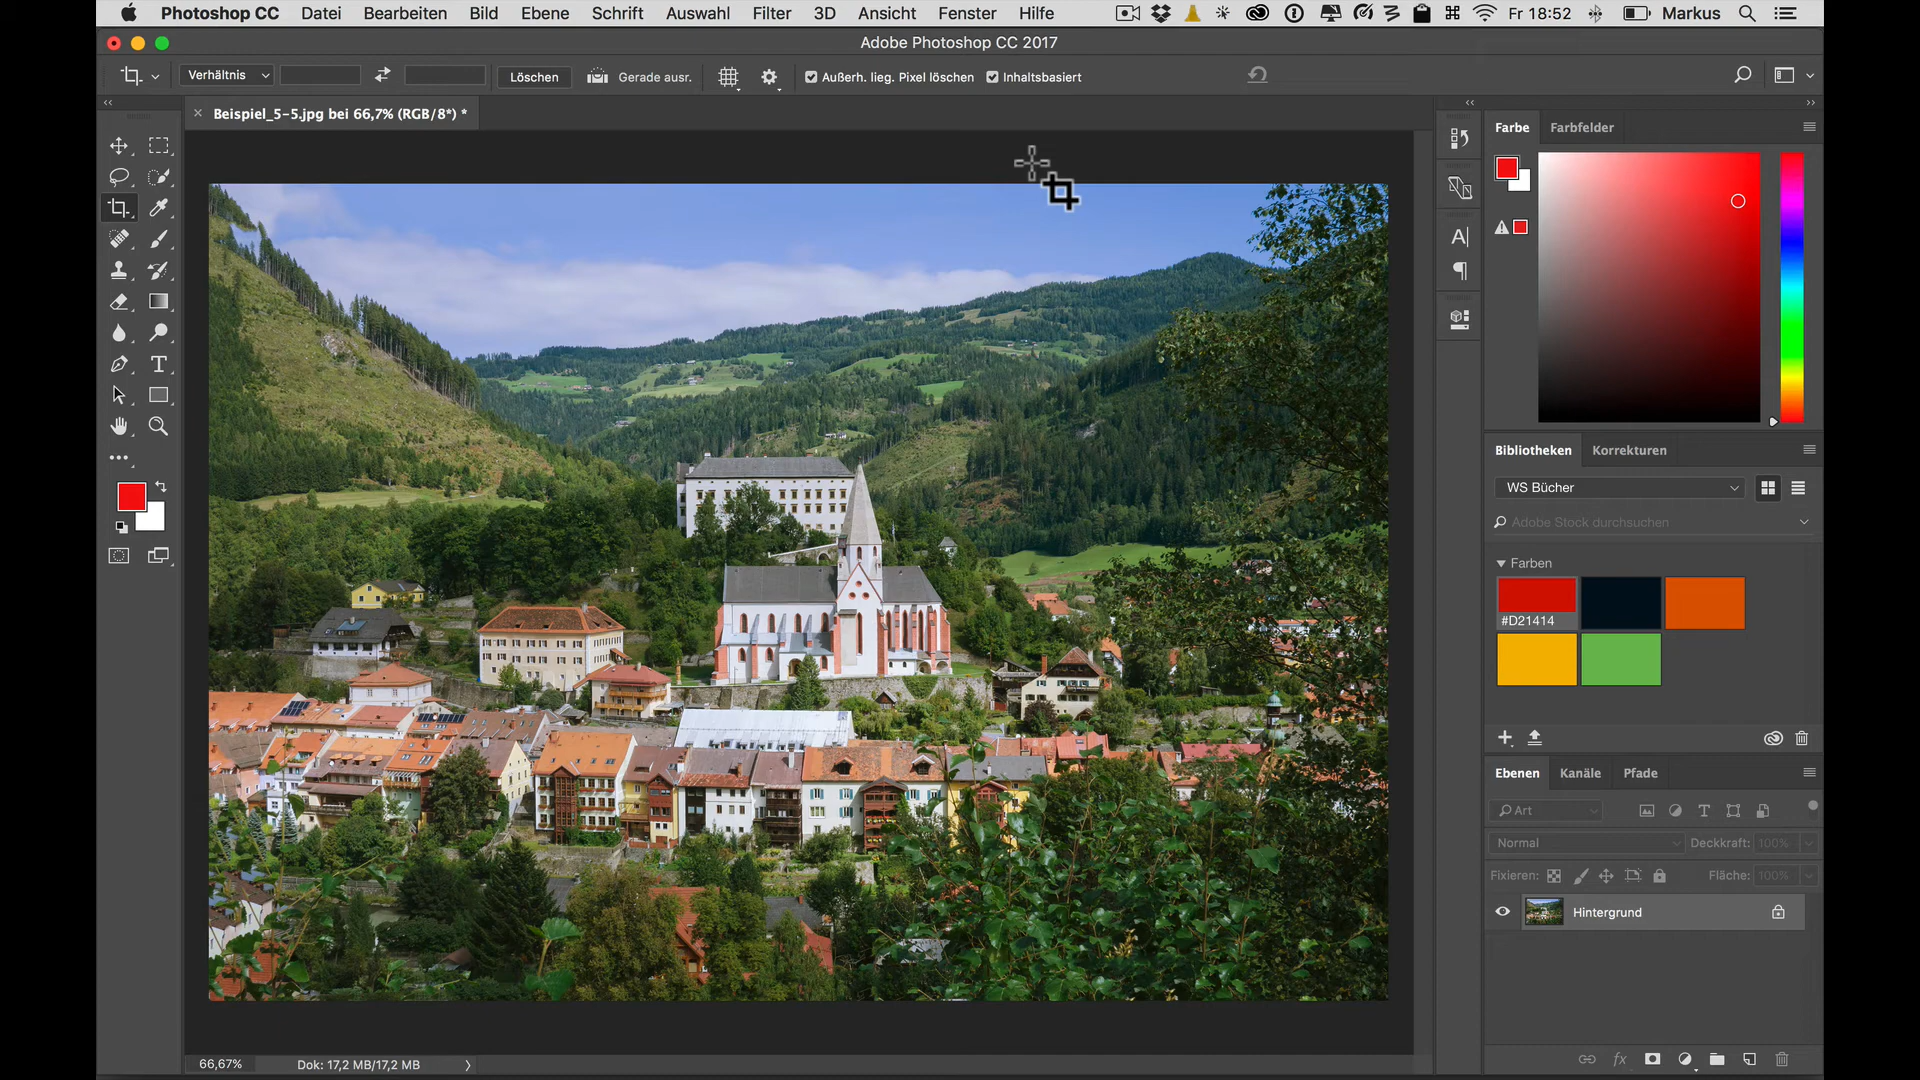 Photoshop CC Datei Bearbeiten Bild Ebene Schrift Auswahl Filter 3D Ansicht Fenster Hilfe Fr 18:52 Markus
Adobe Photoshop CC 2017
Verhältnis Löschen Gerade ausr. Außerh. lieg. Pixel löschen Inhaltsbasiert
Beispiel_5-5.jpg bei 66,7% (RGB/8*) *
Farbe Farbfelder
Bibliotheken Korrekturen
WS Bücher
Adobe Stock durchsuchen
Farben
#D21414
Ebenen Kanäle Pfade
Art
Normal Deckkraft: 100%
Fixieren: Fläche: 100%
Hintergrund
66,67% Dok: 17,2 MB/17,2 MB